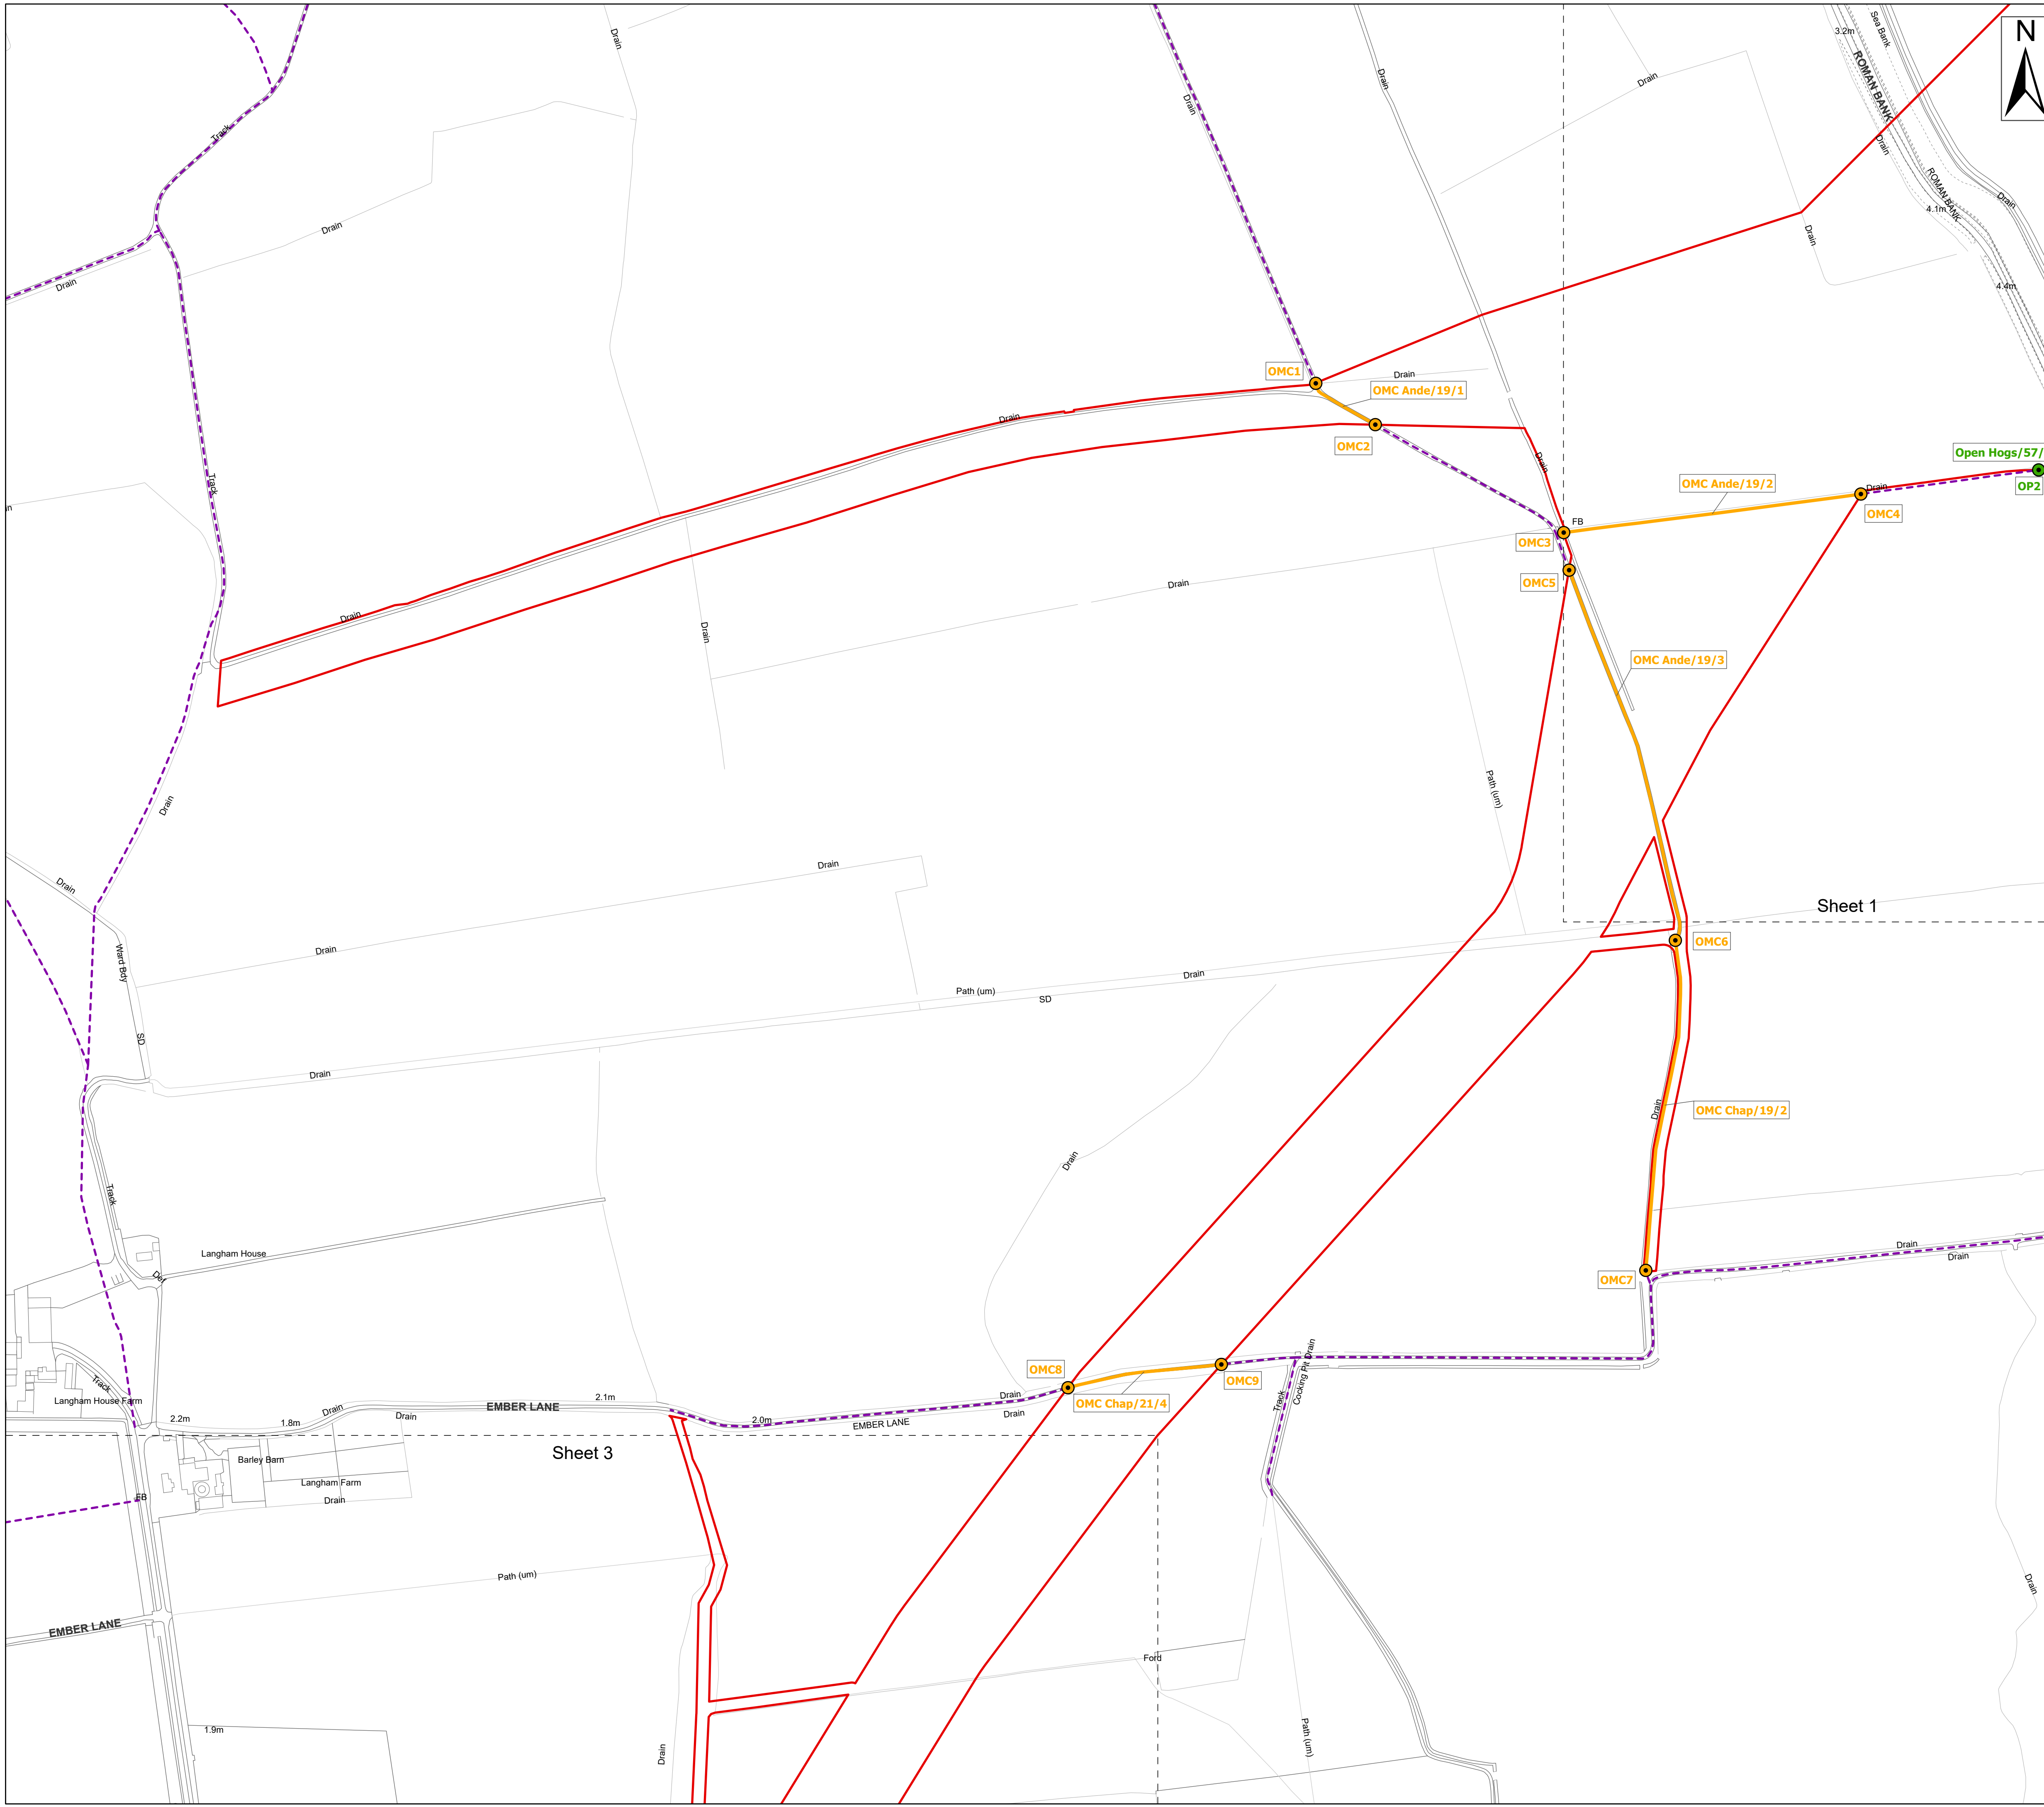 Sea Bank
3.2m
N
Drain
Drain
ROMAN BANK
Drain
Drain
Drain
Track
Drain
ROMAN BANK
Drain
4.1m
Drain
Drain
Drain
4.4m
OMC1
Drain
OMC Ande/19/1
Drain
OMC2
Open Hogs/57/
Drain
Track
OMC Ande/19/2
Drain
OP2
OMC4
FB
OMC3
OMC5
Drain
Drain
Drain
OMC Ande/19/3
Path (um)
Drain
Drain
Drain
Sheet 1
Ward Bdy
Drain
OMC6
Drain
Path (um)
SD
SD
Drain
Drain
OMC Chap/19/2
Drain
Track
Drain
Langham House
Drain
Def
OMC7
Cocking Pit Drain
OMC8
OMC9
Track
Track
Langham House Farm
2.1m
Drain
OMC Chap/21/4
EMBER LANE
Drain
Drain
Drain
2.2m
1.8m
2.0m
EMBER LANE
Sheet 3
Barley Barn
Langham Farm
FB
Drain
Path (um)
Drain
EMBER LANE
Ford
1.9m
Path (um)
Drain